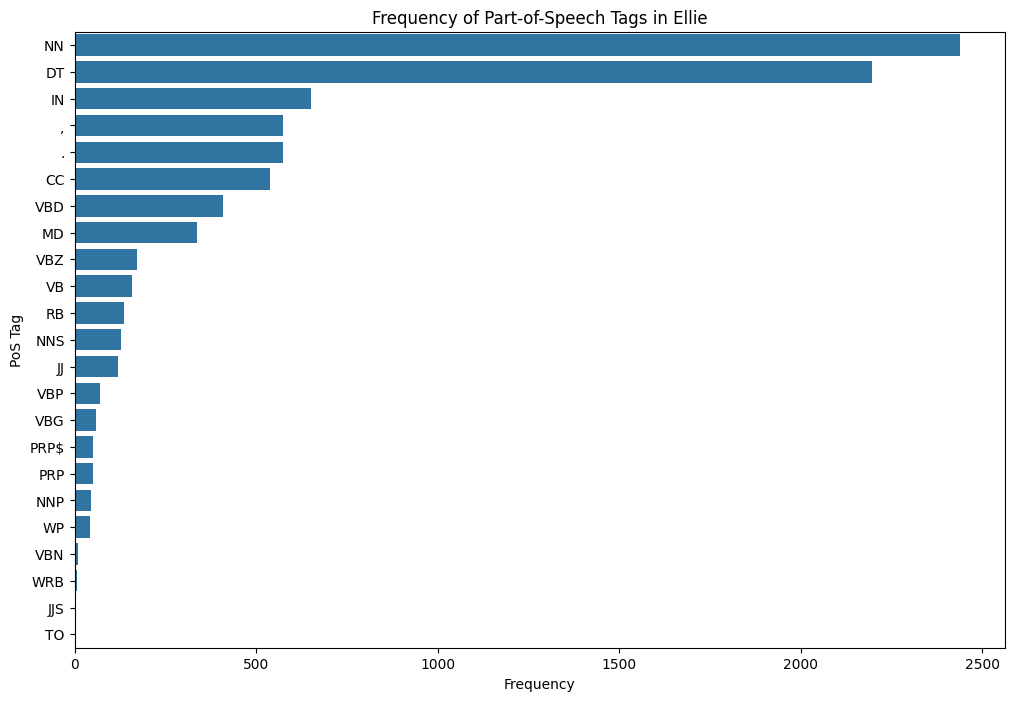 Frequency of Part-of-Speech Tags in Ellie
NN
DT
IN
,
.
CC
VBD
MD
VBZ
VB
RB
NNS
JJ
VBP
VBG
PRP$
PRP
NNP
WP
VBN
WRB
JJS
TO
PoS Tag
0 500 1000 1500 2000 2500
Frequency